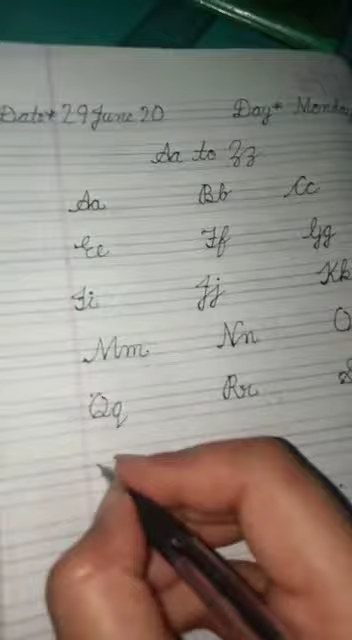 Date* 29 June 20 Day* Monday
Aa to Zz
Aa Bb Cc
Ee Ff Gg
Ii Jj Kk
Mm Nn O
Qq Rr S